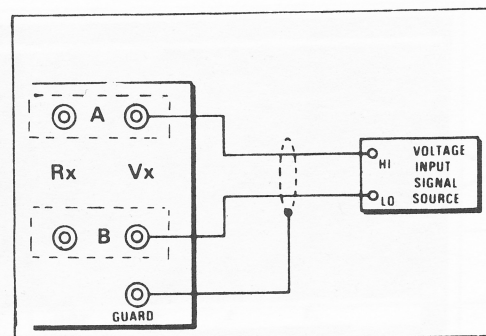 A
Rx Vx
B
GUARD
HI
LO
VOLTAGE
INPUT
SIGNAL
SOURCE